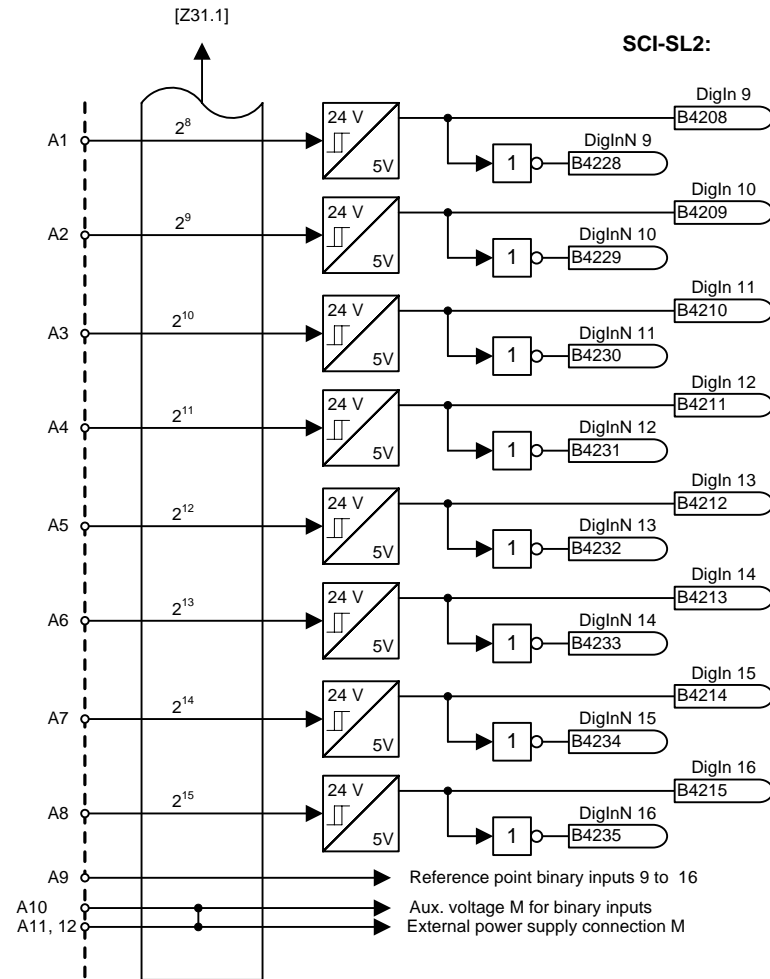 [Z31.1]
SCI-SL2:
DigIn 9
24 V
B4208
A1
2^8
DigInN 9
5V
1
B4228
DigIn 10
24 V
B4209
A2
2^9
DigInN 10
5V
1
B4229
DigIn 11
24 V
B4210
A3
2^10
DigInN 11
5V
1
B4230
DigIn 12
24 V
B4211
A4
2^11
DigInN 12
5V
1
B4231
DigIn 13
24 V
B4212
A5
2^12
DigInN 13
5V
1
B4232
DigIn 14
24 V
B4213
A6
2^13
DigInN 14
5V
1
B4233
DigIn 15
24 V
B4214
A7
2^14
DigInN 15
5V
1
B4234
DigIn 16
24 V
B4215
A8
2^15
DigInN 16
5V
1
B4235
A9
Reference point binary inputs 9 to 16
A10
Aux. voltage M for binary inputs
A11, 12
External power supply connection M